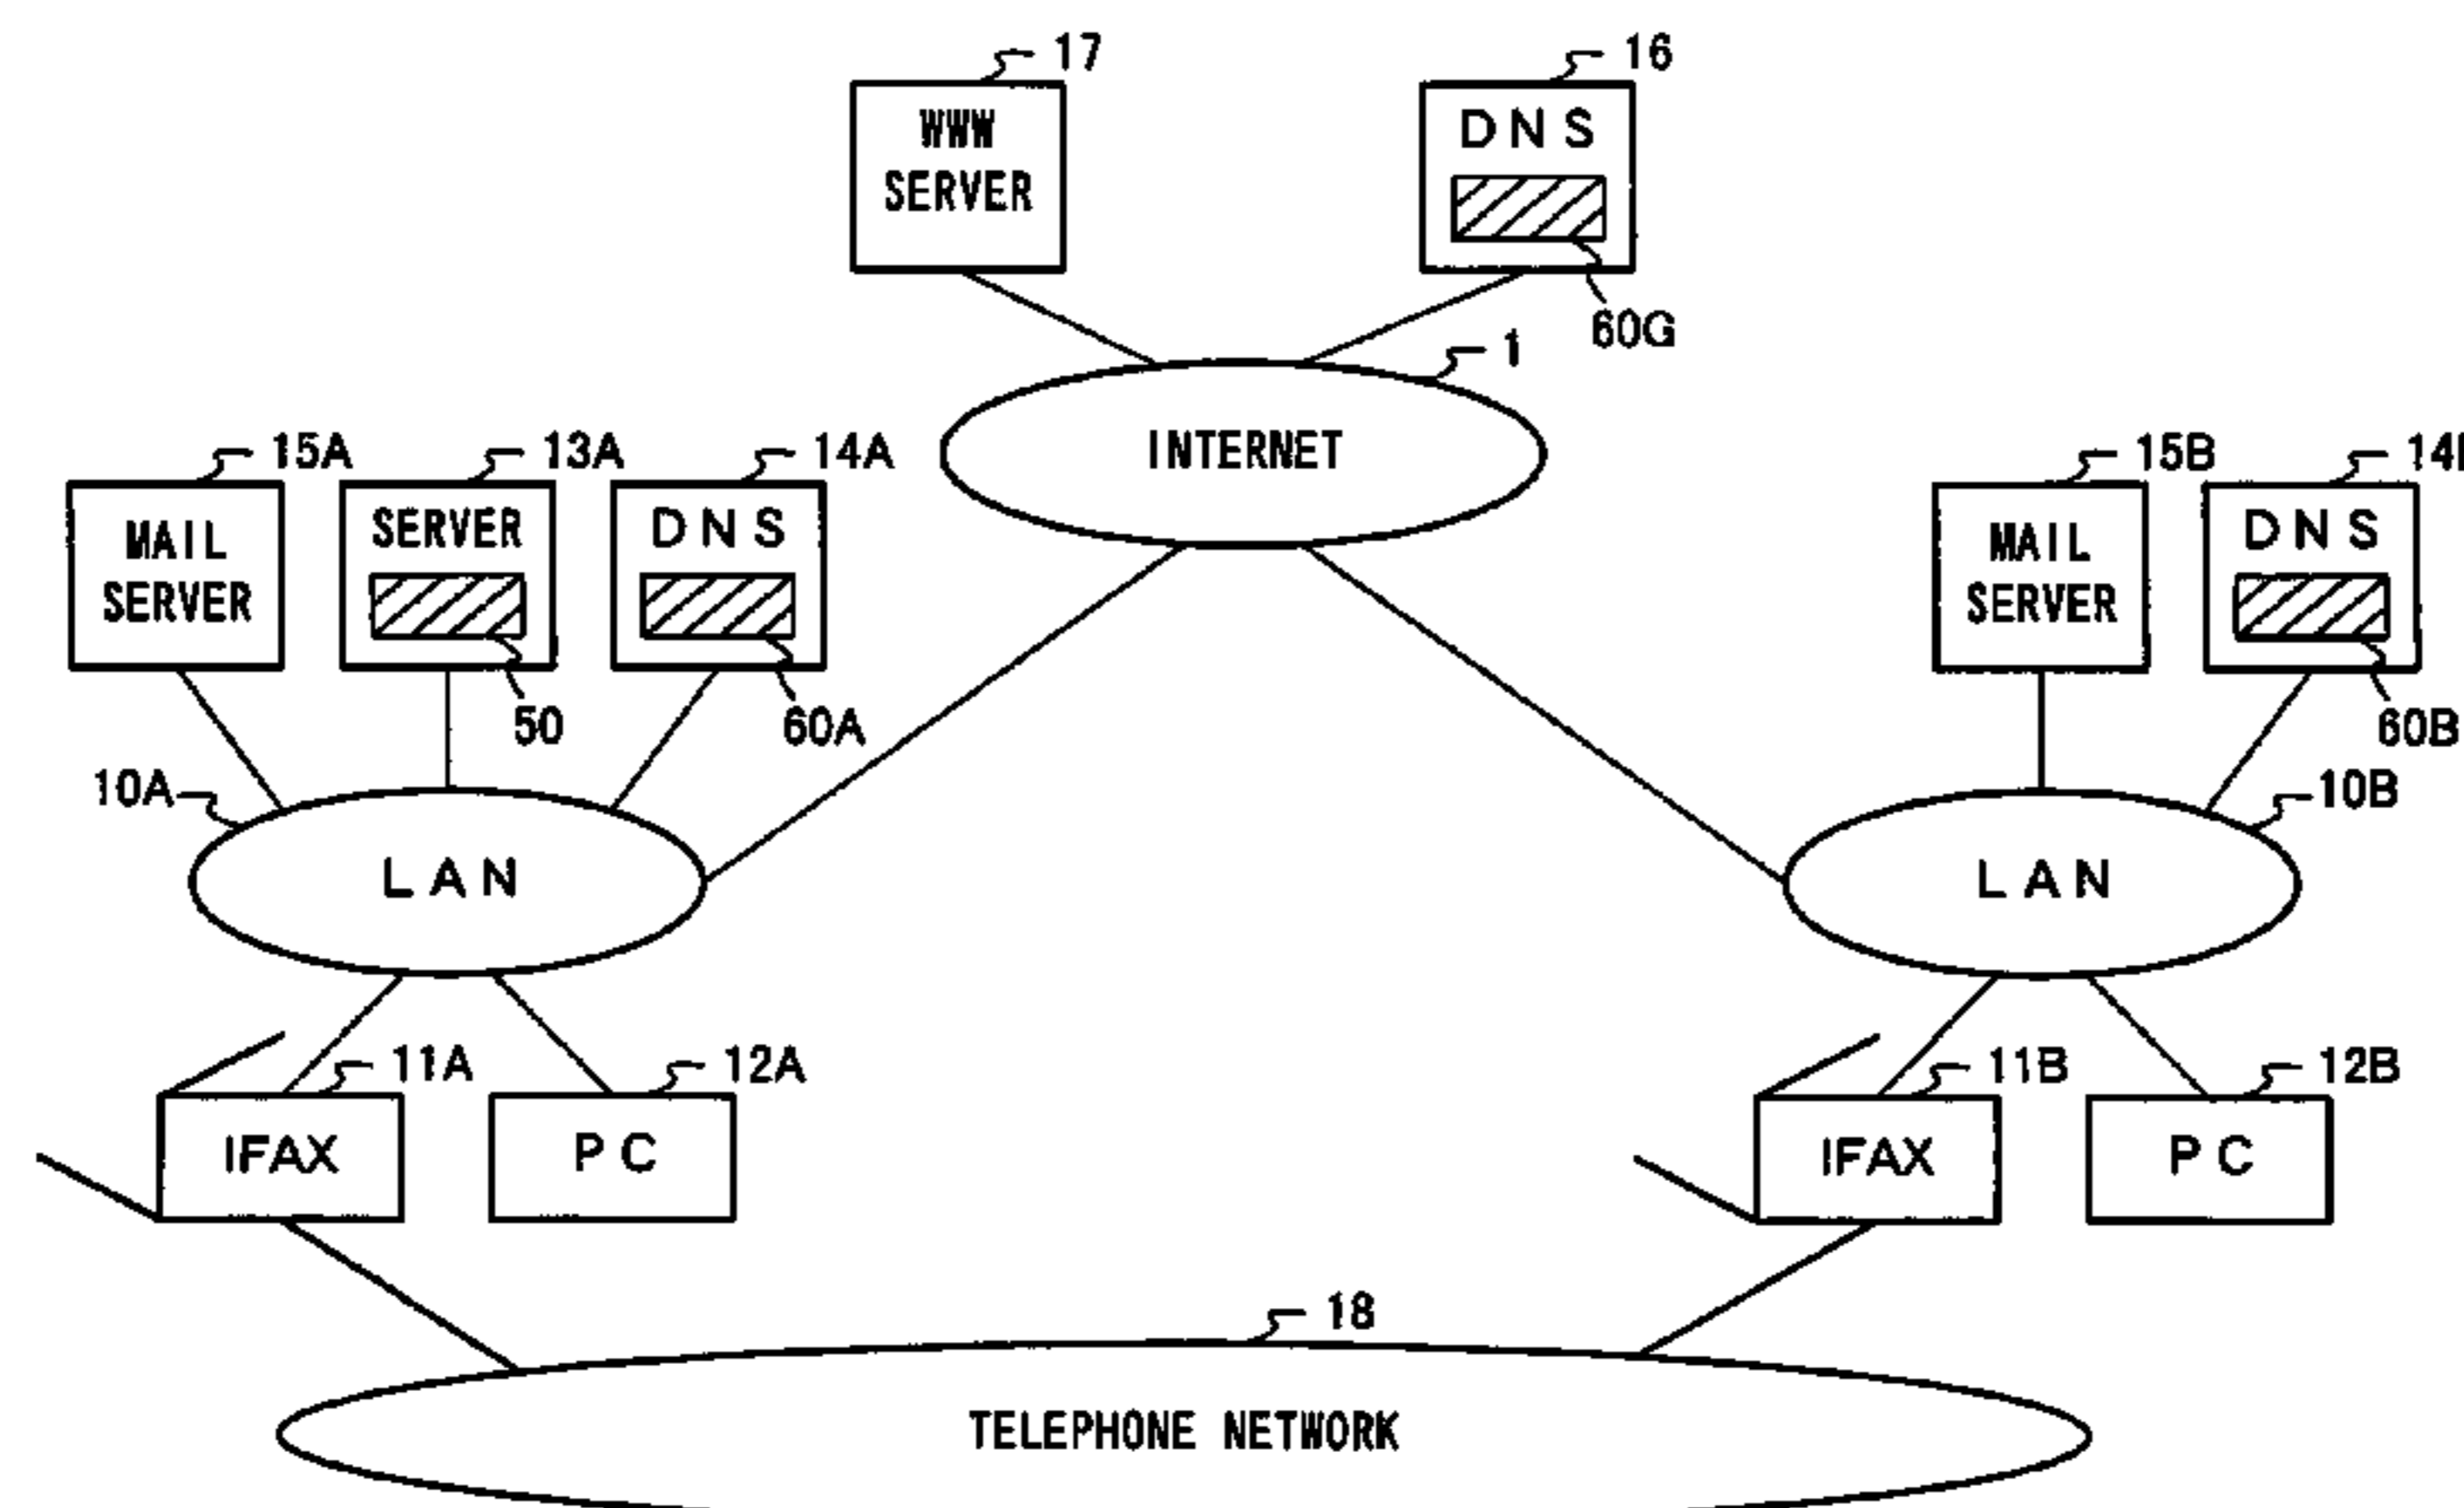 17
16
WWW
SERVER
DNS
60G
1
INTERNET
15A
13A
14A
15B
MAIL
SERVER
SERVER
DNS
MAIL
SERVER
DNS
50
60A
60B
10A
10B
LAN
LAN
11A
12A
11B
12B
IFAX
PC
IFAX
PC
18
TELEPHONE NETWORK